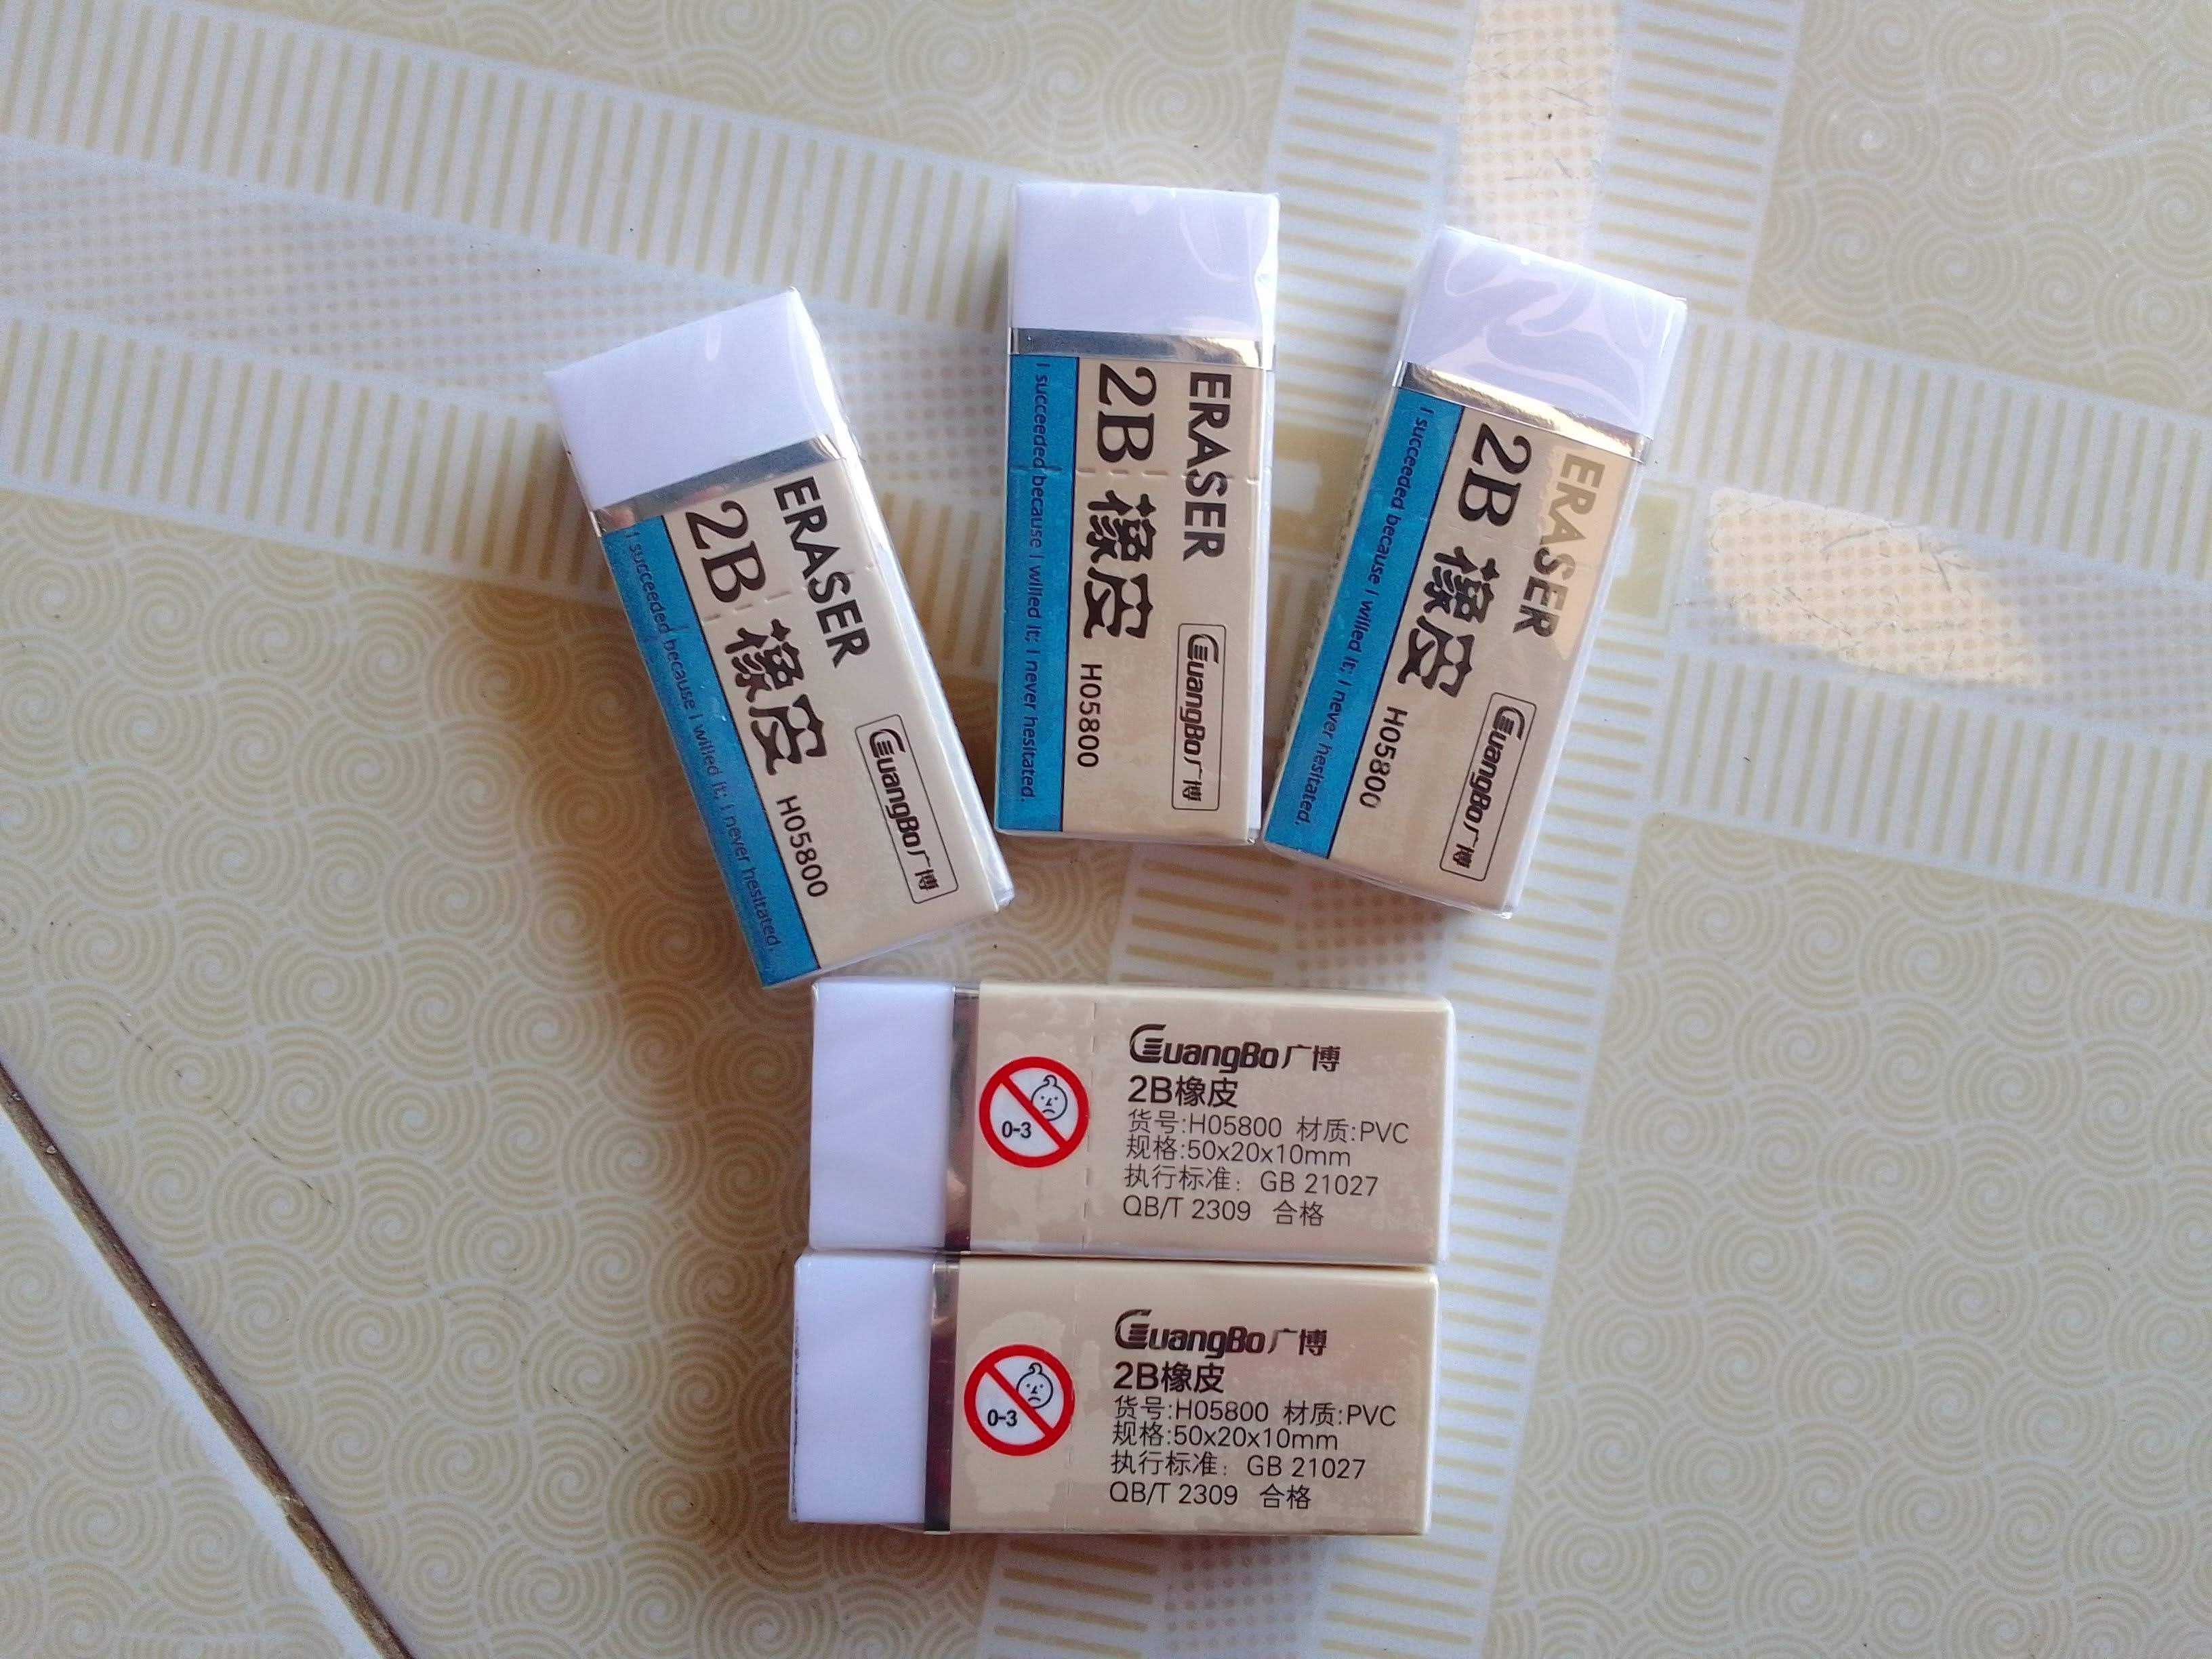 ERASER
2B 橡皮
H05800
GuangBo广博
I succeeded because I willed it; I never hesitated.
ERASER
2B 橡皮
H05800
GuangBo广博
I succeeded because I willed it; I never hesitated.
ERASER
2B 橡皮
H05800
GuangBo广博
I succeeded because I willed it; I never hesitated.
0-3
GuangBo广博
2B橡皮
货号:H05800 材质:PVC
规格:50x20x10mm
执行标准: GB 21027
QB/T 2309 合格
0-3
GuangBo广博
2B橡皮
货号:H05800 材质:PVC
规格:50x20x10mm
执行标准: GB 21027
QB/T 2309 合格